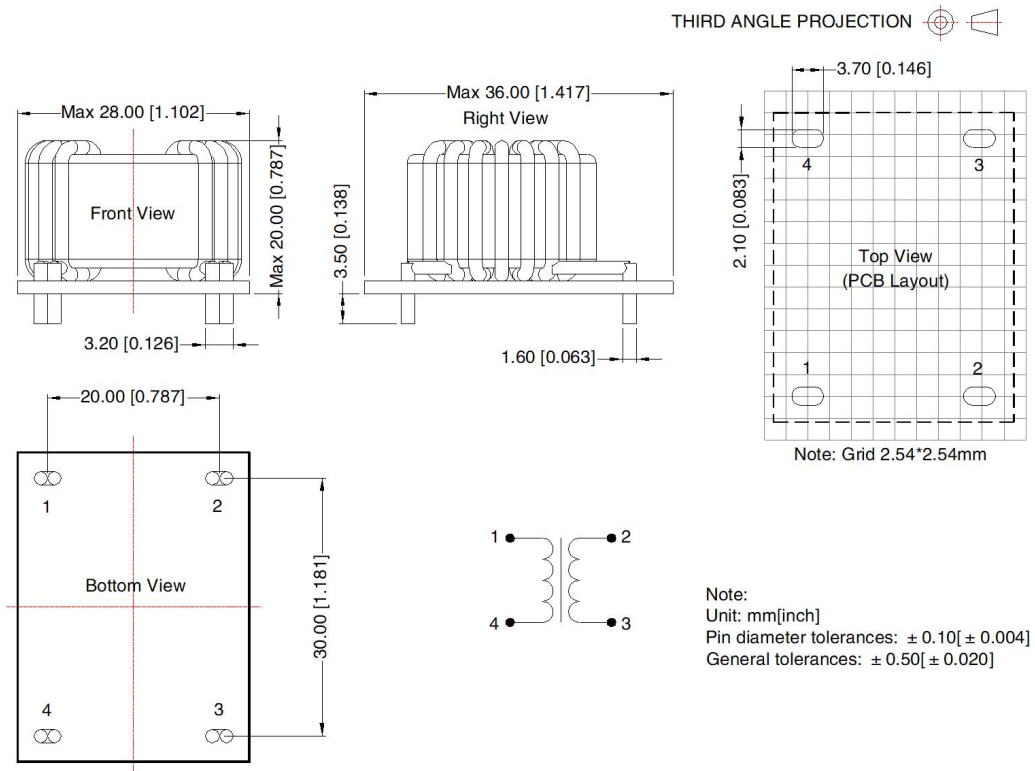 THIRD ANGLE PROJECTION
3.70 [0.146]
Max 28.00 [1.102]
Max 36.00 [1.417]
Right View
Front View
Max 20.00 [0.787]
3.50 [0.138]
2.10 [0.083]
4
3
Top View
(PCB Layout)
3.20 [0.126]
1.60 [0.063]
1
2
20.00 [0.787]
Note: Grid 2.54*2.54mm
1
2
Bottom View
30.00 [1.181]
4
3
1
2
4
3
Note:
Unit: mm[inch]
Pin diameter tolerances: ± 0.10[ ± 0.004]
General tolerances: ± 0.50[ ± 0.020]